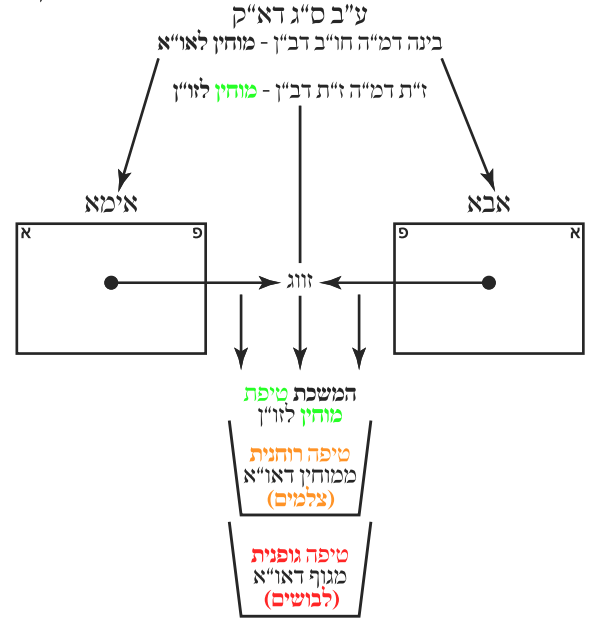 ע"ב ס"ג דא"ק
בינה דמ"ה חו"ב דב"ן - מוחין לאו"א
ז"ת דמ"ה ז"ת דב"ן - מוחין לזו"ן
אבא
אימא
א
פ
פ
א
זווג
המשכת טיפת
מוחין לזו"ן
טיפה רוחנית
ממוחין דאו"א
(צלמים)
טיפה גופנית
מגוף דאו"א
(לבושים)